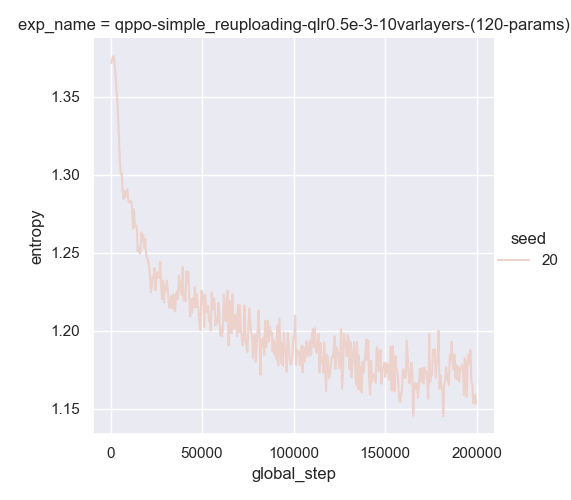 exp_name = qppo-simple_reuploading-qlr0.5e-3-10varlayers-(120-params)
1.35
1.30
1.25
1.20
1.15
entropy
seed
20
0
50000
100000
150000
200000
global_step